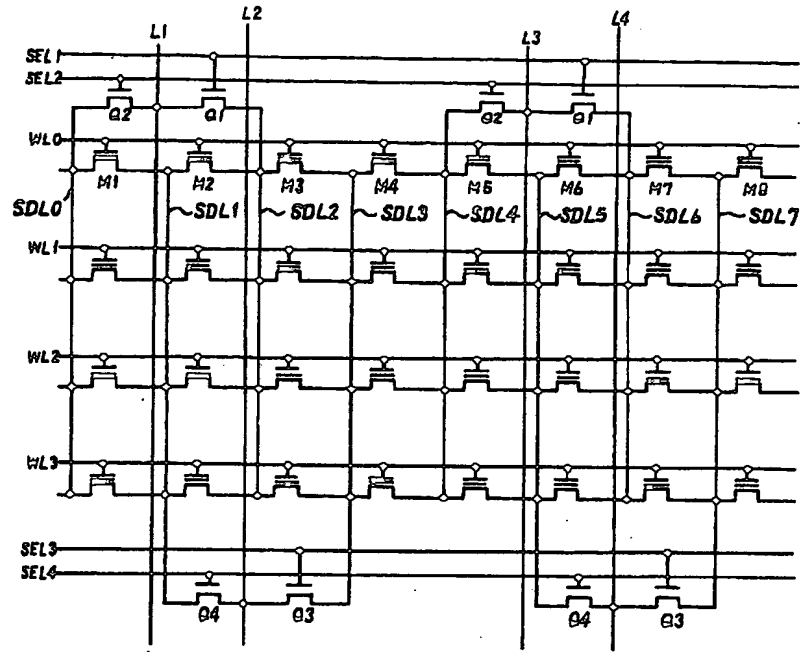 L1 L2 L3 L4
SEL1
SEL2
Q2 Q1 Q2 Q1
WL0
M1 M2 M3 M4 M5 M6 M7 M8
SDL0 SDL1 SDL2 SDL3 SDL4 SDL5 SDL6 SDL7
WL1
WL2
WL3
SEL3
SEL4
Q4 Q3 Q4 Q3